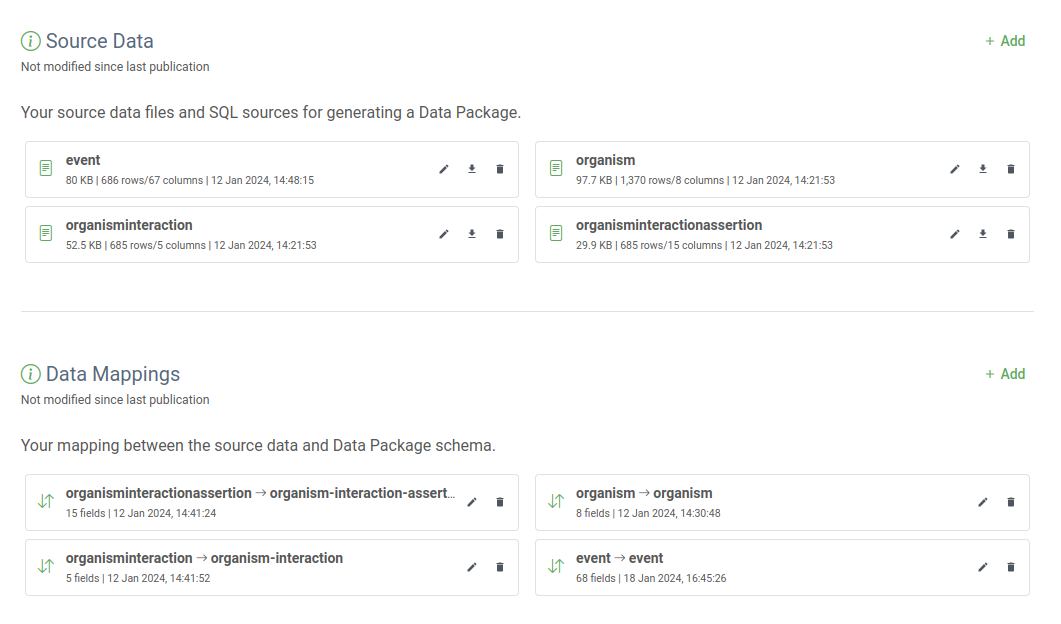 Source Data
+ Add
Not modified since last publication
Your source data files and SQL sources for generating a Data Package.
event
80 KB | 686 rows/67 columns | 12 Jan 2024, 14:48:15
organism
97.7 KB | 1,370 rows/8 columns | 12 Jan 2024, 14:21:53
organisminteraction
52.5 KB | 685 rows/5 columns | 12 Jan 2024, 14:21:53
organisminteractionassertion
29.9 KB | 685 rows/15 columns | 12 Jan 2024, 14:21:53
Data Mappings
+ Add
Not modified since last publication
Your mapping between the source data and Data Package schema.
organisminteractionassertion → organism-interaction-assert...
15 fields | 12 Jan 2024, 14:41:24
organism → organism
8 fields | 12 Jan 2024, 14:30:48
organisminteraction → organism-interaction
5 fields | 12 Jan 2024, 14:41:52
event → event
68 fields | 18 Jan 2024, 16:45:26